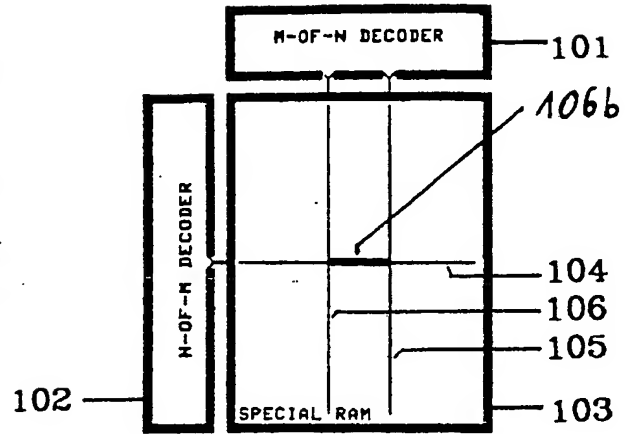 M-OF-N DECODER
101
106b
M-OF-M DECODER
104
106
105
102
SPECIAL RAM
103